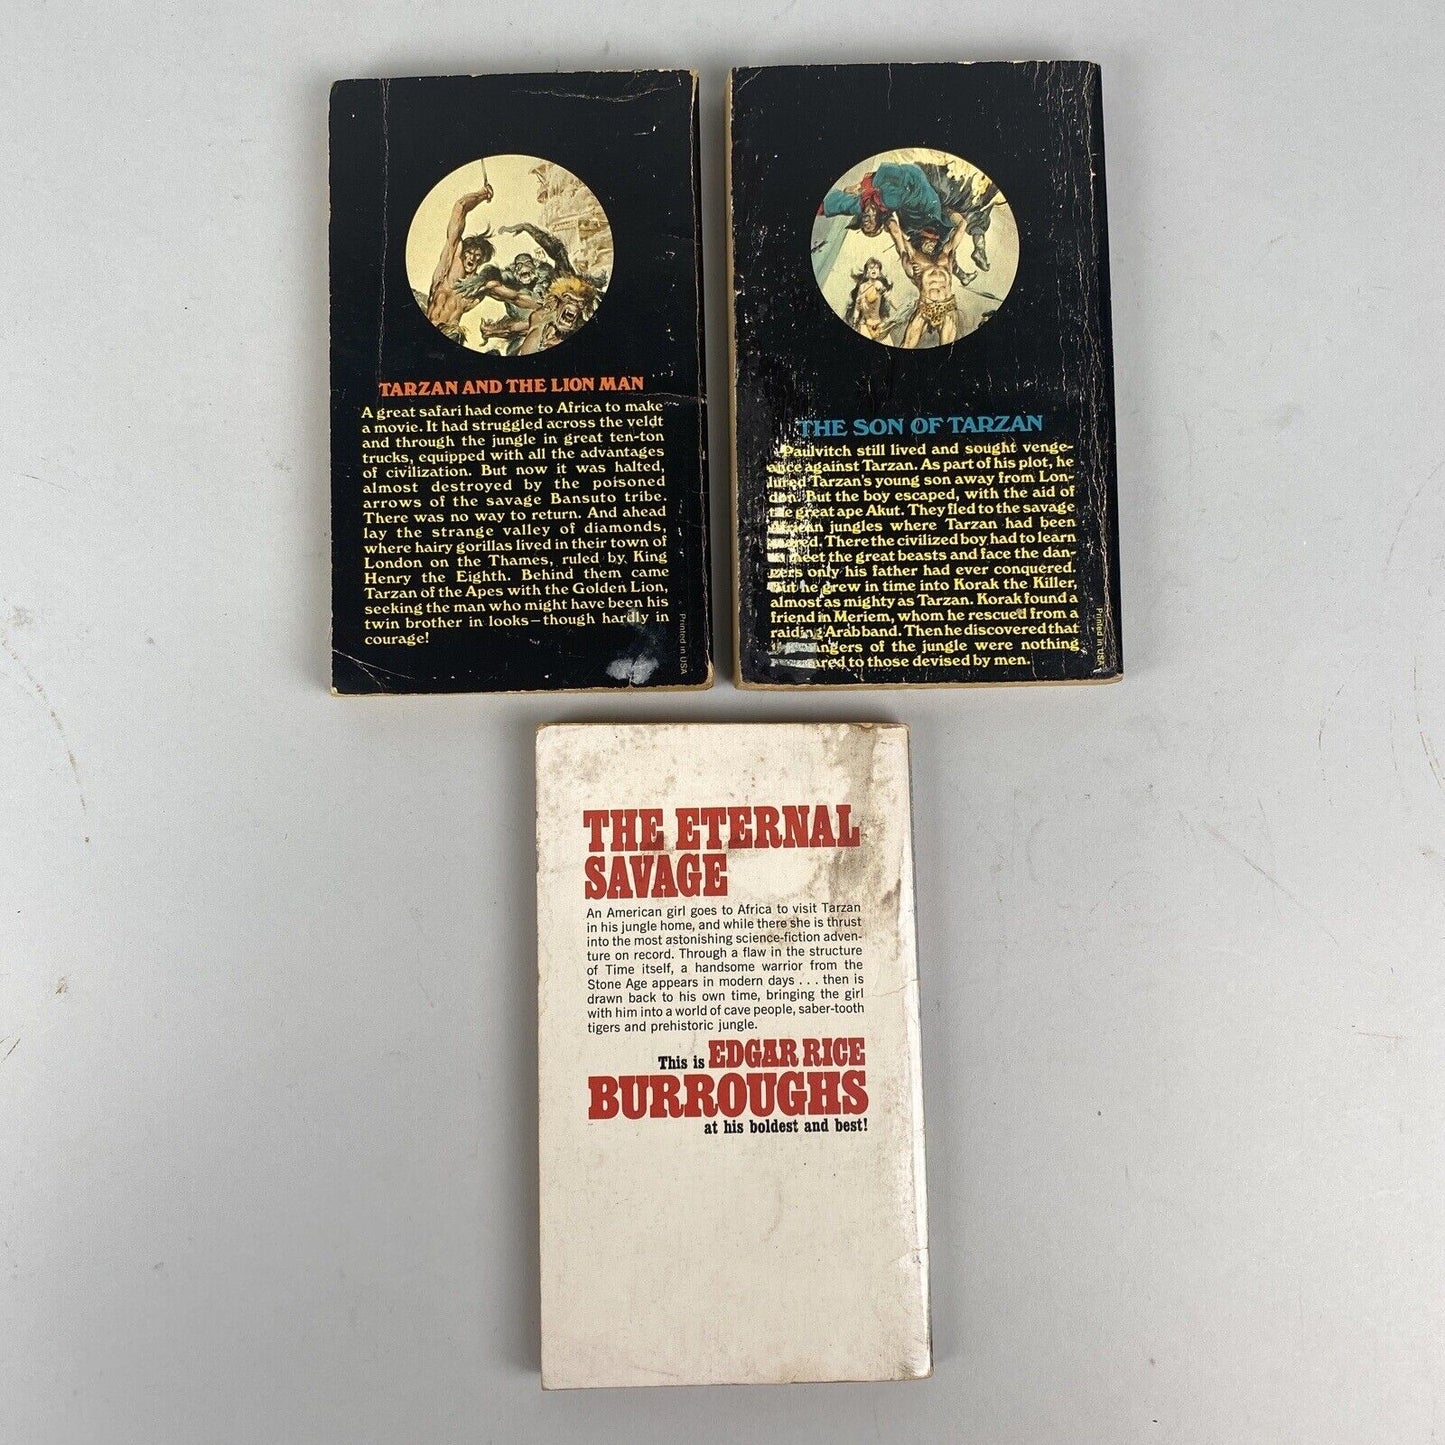 TARZAN AND THE LION MAN
A great safari had come to Africa to make
a movie. It had struggled across the veldt
and through the jungle in great ten-ton
trucks, equipped with all the advantages
of civilization. But now it was halted,
almost destroyed by the poisoned
arrows of the savage Bansuto tribe.
There was no way to return. And ahead
lay the strange valley of diamonds,
where hairy gorillas lived in their town of
London on the Thames, ruled by King
Henry the Eighth. Behind them came
Tarzan of the Apes with the Golden Lion,
seeking the man who might have been his
twin brother in looks—though hardly in
courage!
Printed in USA
THE SON OF TARZAN
Paulvitch still lived and sought venge-
ance against Tarzan. As part of his plot, he
lured Tarzan's young son away from Lon-
don. But the boy escaped, with the aid of
the great ape Akut. They fled to the savage
African jungles where Tarzan had been
reared. There the civilized boy had to learn
to meet the great beasts and face the dan-
gers only his father had ever conquered.
But he grew in time into Korak the Killer,
almost as mighty as Tarzan. Korak found a
friend in Meriem, whom he rescued from a
raiding Arab band. Then he discovered that
dangers of the jungle were nothing
to those devised by men.
Printed in USA
THE ETERNAL
SAVAGE
An American girl goes to Africa to visit Tarzan
in his jungle home, and while there she is thrust
into the most astonishing science-fiction adven-
ture on record. Through a flaw in the structure
of Time itself, a handsome warrior from the
Stone Age appears in modern days . . . then is
drawn back to his own time, bringing the girl
with him into a world of cave people, saber-tooth
tigers and prehistoric jungle.
This is EDGAR RICE
BURROUGHS
at his boldest and best!